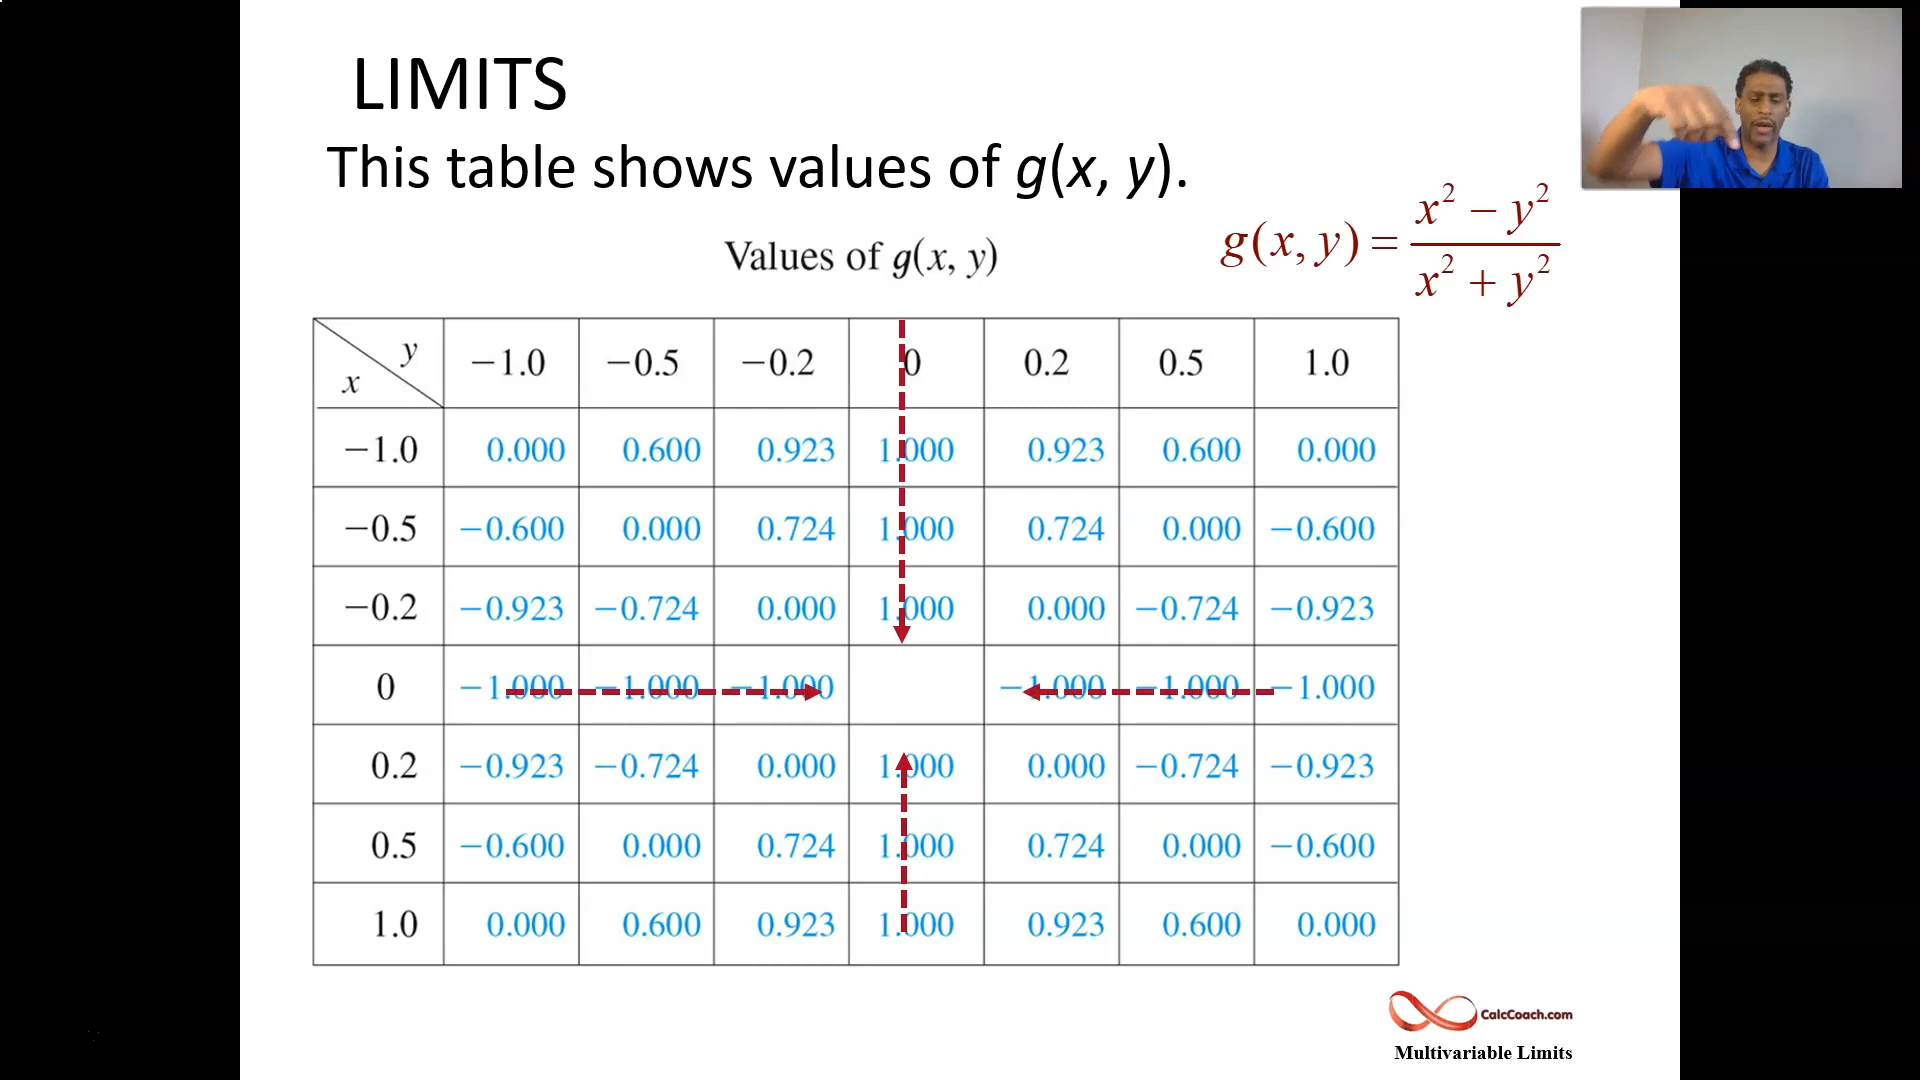 LIMITS
This table shows values of g(x, y).
Values of g(x, y)
g(x, y) = x² − y² / x² + y²
x y −1.0 −0.5 −0.2 0 0.2 0.5 1.0
−1.0 0.000 0.600 0.923 1.000 0.923 0.600 0.000
−0.5 −0.600 0.000 0.724 1.000 0.724 0.000 −0.600
−0.2 −0.923 −0.724 0.000 1.000 0.000 −0.724 −0.923
0 −1.000 −1.000 −1.000 −1.000 −1.000 −1.000
0.2 −0.923 −0.724 0.000 1.000 0.000 −0.724 −0.923
0.5 −0.600 0.000 0.724 1.000 0.724 0.000 −0.600
1.0 0.000 0.600 0.923 1.000 0.923 0.600 0.000
CalcCoach.com
Multivariable Limits